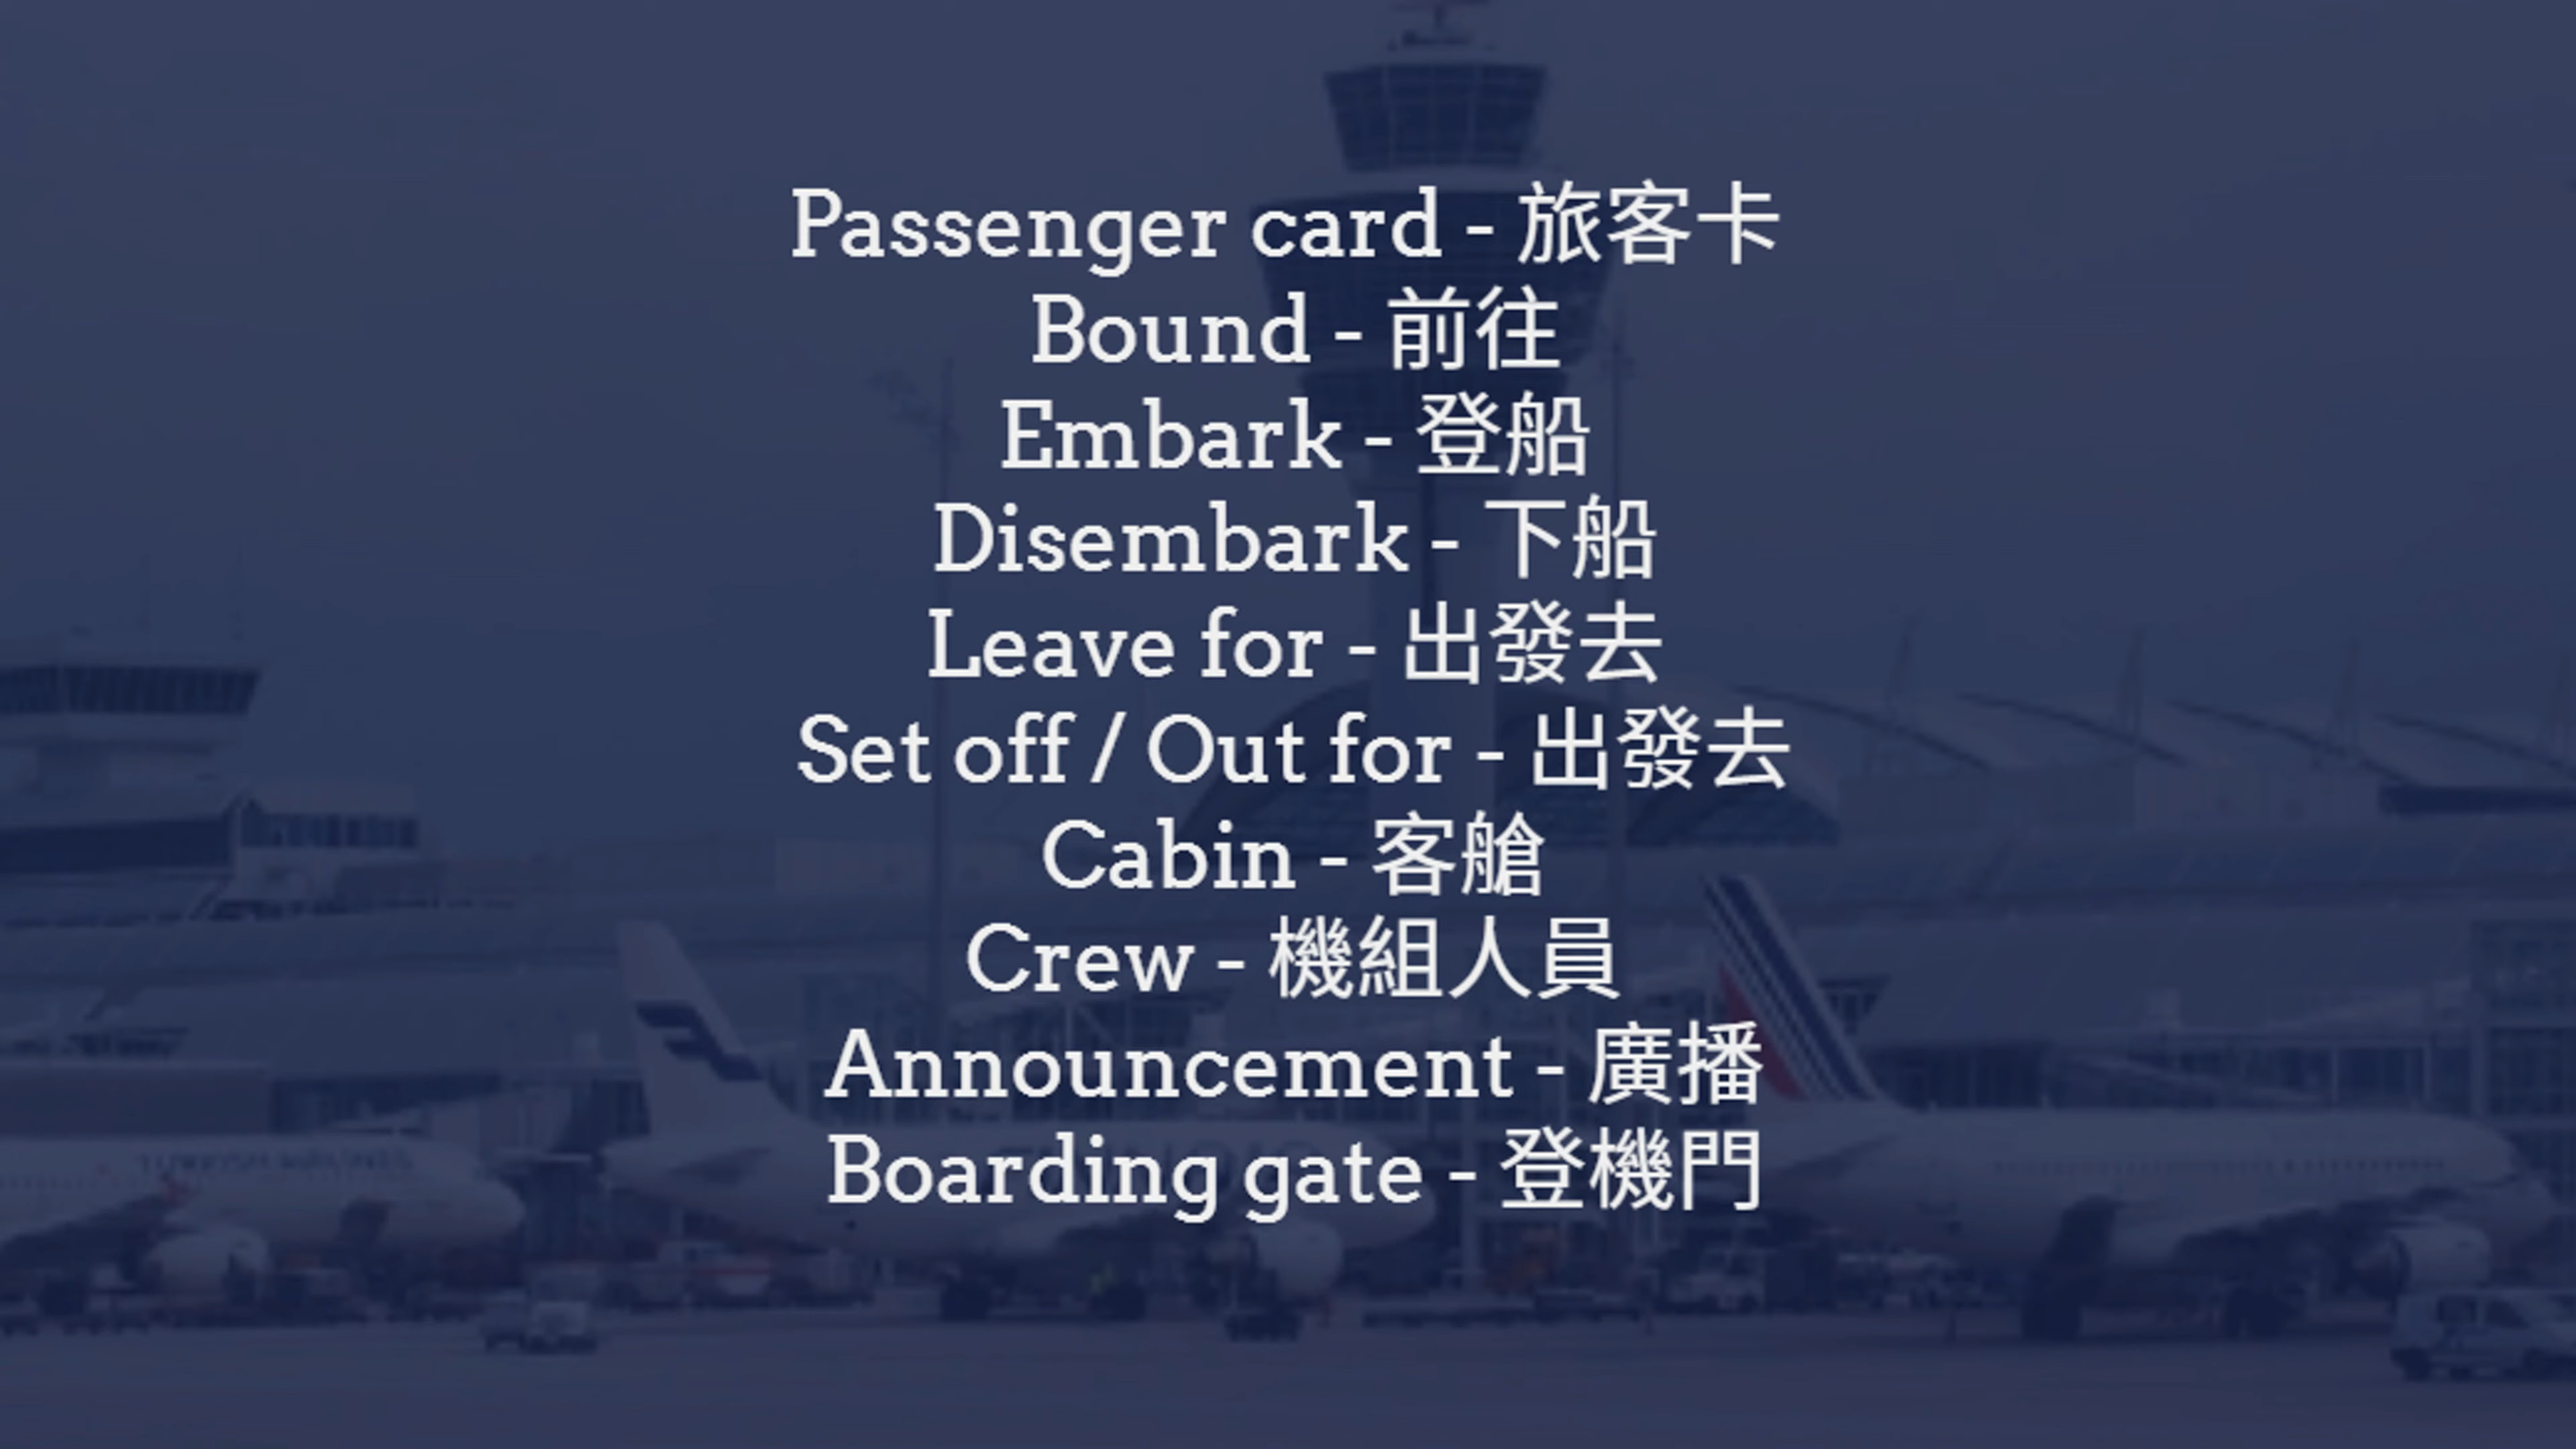 Passenger card - 旅客卡
Bound - 前往
Embark - 登船
Disembark - 下船
Leave for - 出發去
Set off / Out for - 出發去
Cabin - 客艙
Crew - 機組人員
Announcement - 廣播
Boarding gate - 登機門